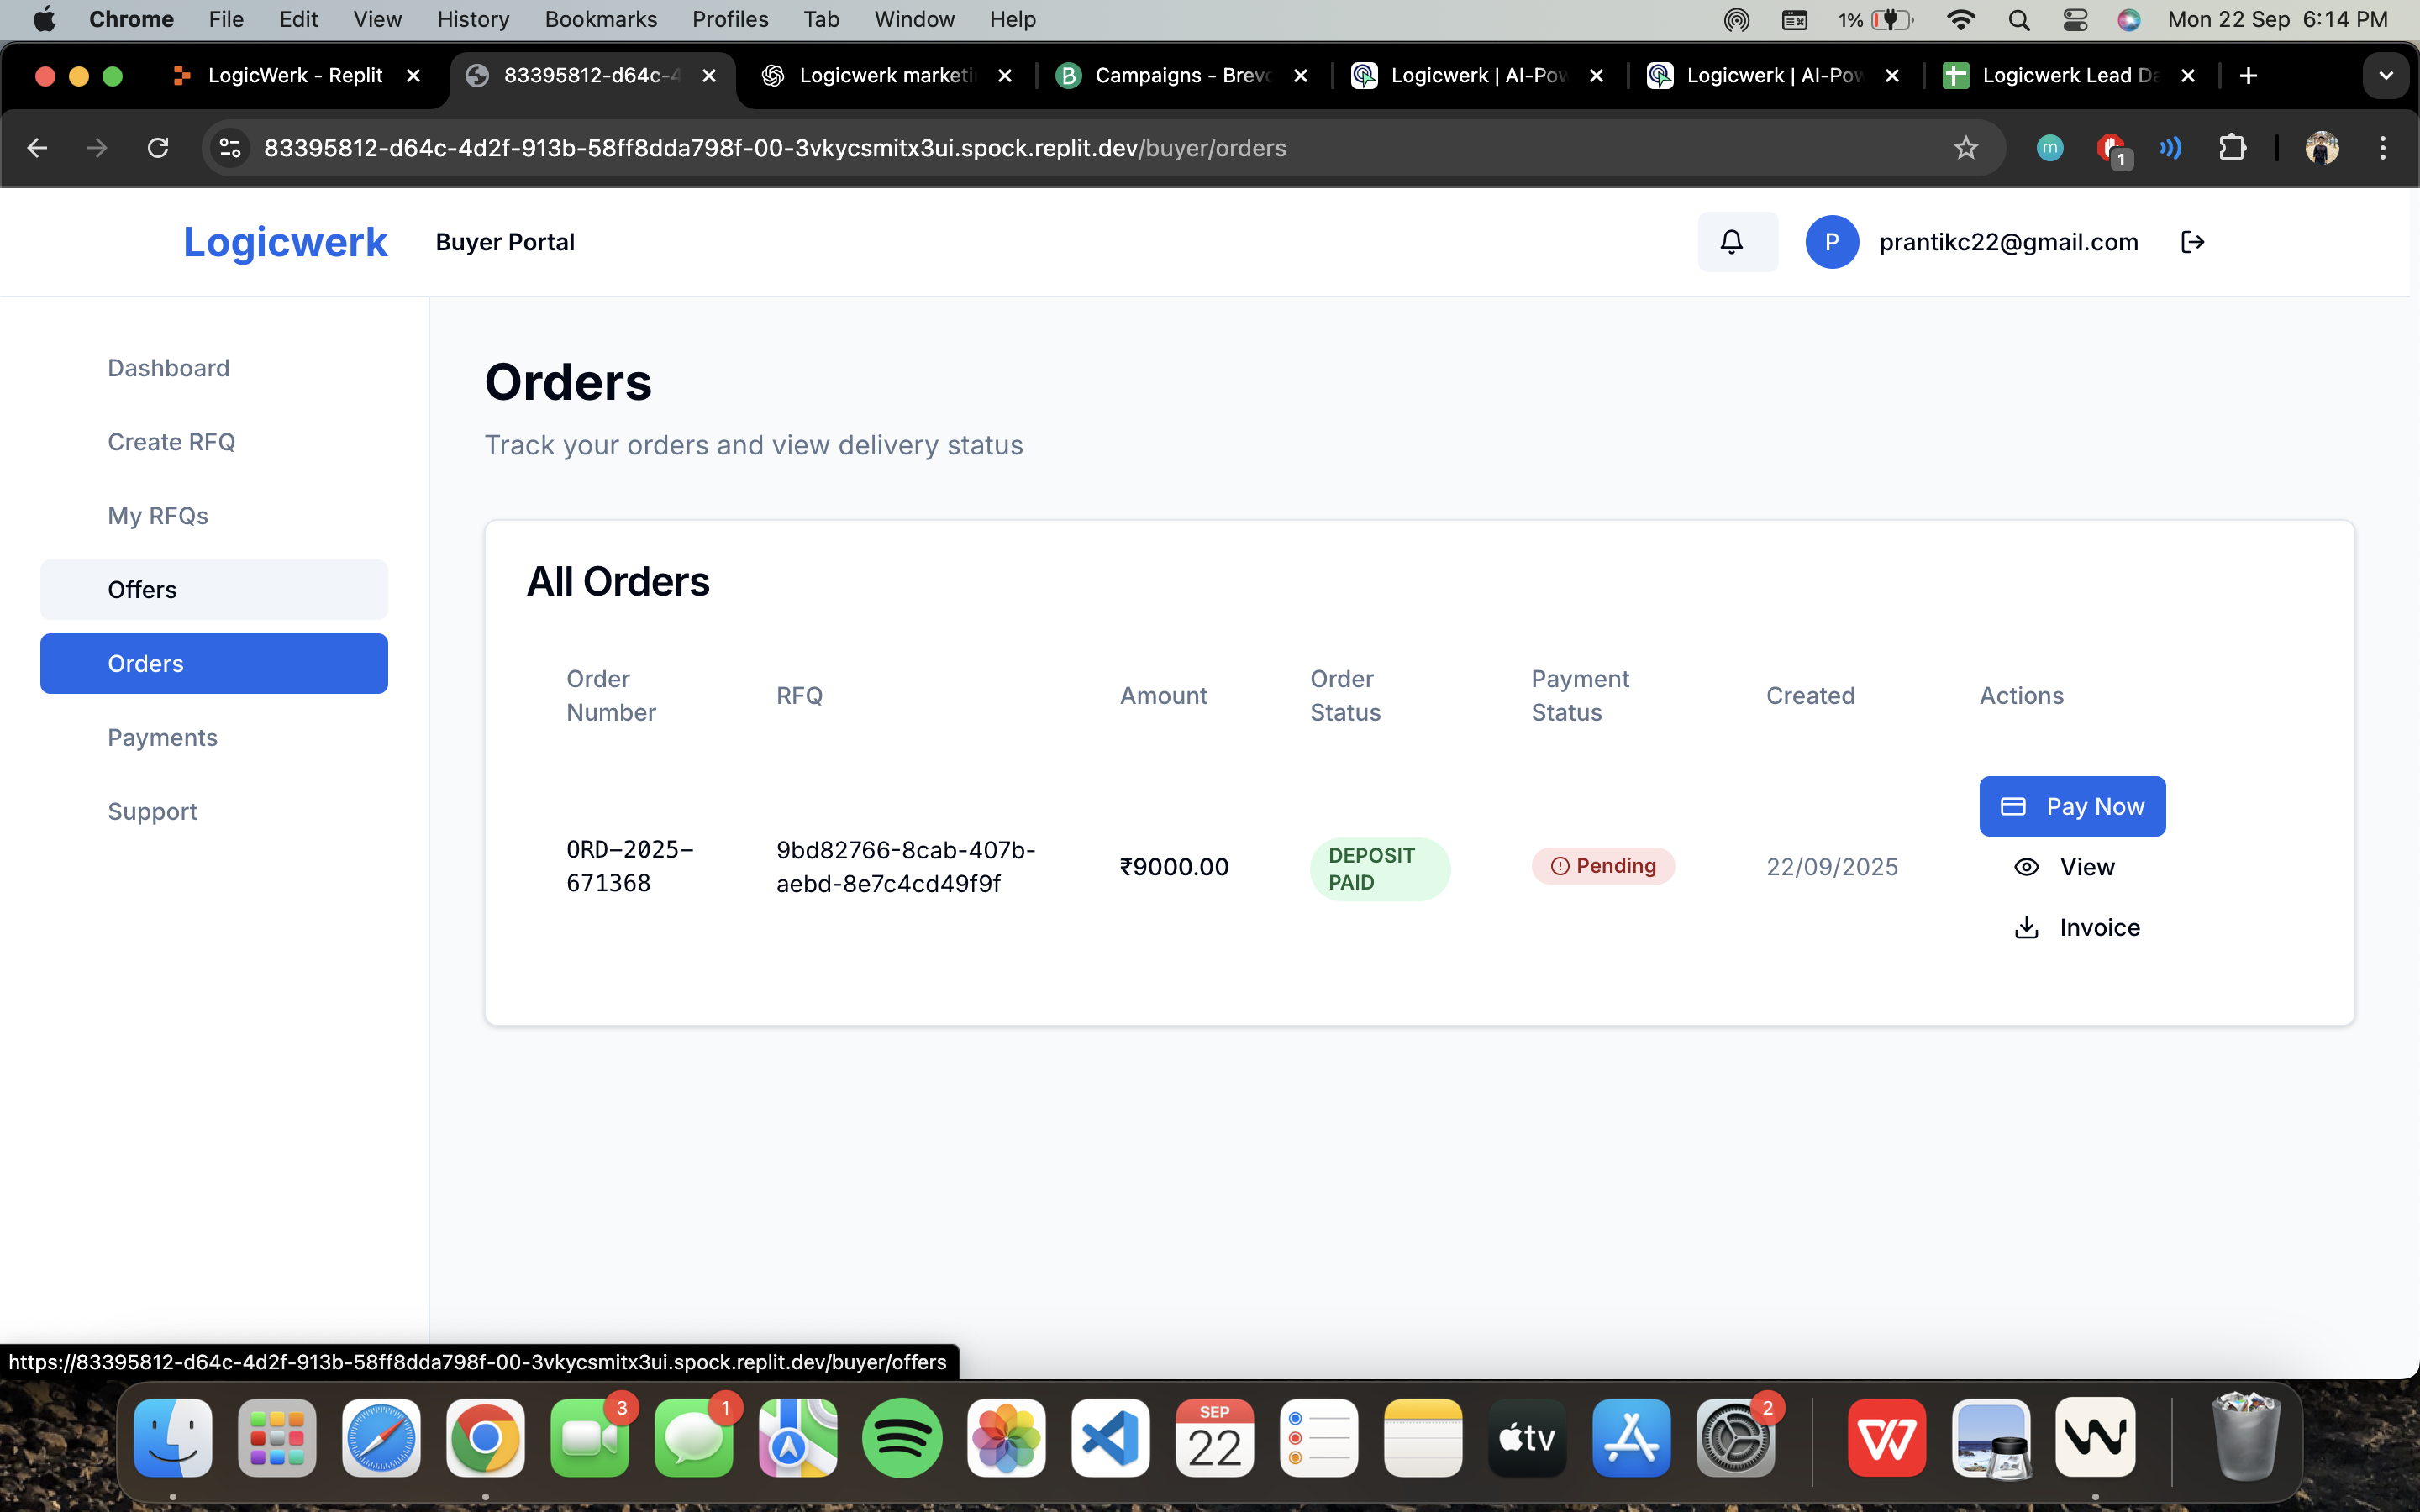 Chrome File Edit View History Bookmarks Profiles Tab Window Help 1% Mon 22 Sep 6:14 PM
LogicWerk - Replit 83395812-d64c-4 Logicwerk marketi Campaigns - Brevo Logicwerk | AI-Pow Logicwerk | AI-Pow Logicwerk Lead Da
83395812-d64c-4d2f-913b-58ff8dda798f-00-3vkycsmitx3ui.spock.replit.dev/buyer/orders m 1
Logicwerk Buyer Portal P prantikc22@gmail.com
Dashboard
Create RFQ
My RFQs
Offers
Orders
Payments
Support
Orders
Track your orders and view delivery status
All Orders
Order Number RFQ Amount Order Status Payment Status Created Actions
ORD-2025-671368 9bd82766-8cab-407b-aebd-8e7c4cd49f9f ₹9000.00 DEPOSIT PAID Pending 22/09/2025
Pay Now
View
Invoice
https://83395812-d64c-4d2f-913b-58ff8dda798f-00-3vkycsmitx3ui.spock.replit.dev/buyer/offers
3 1 SEP 22 tv 2